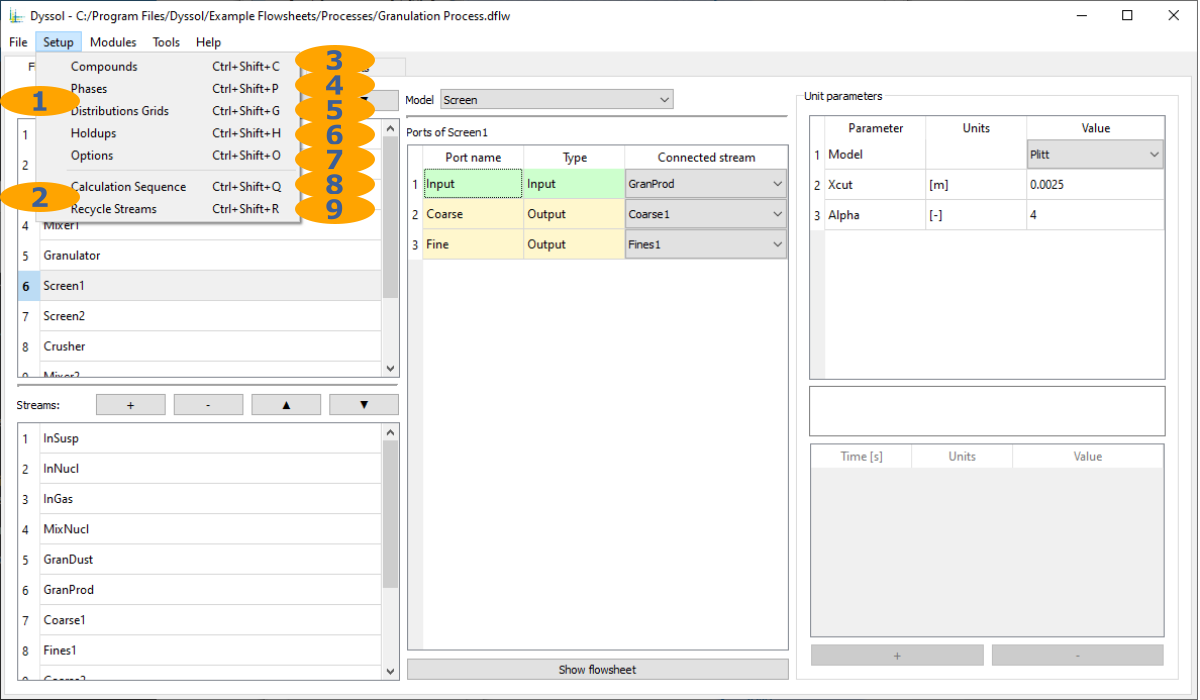 Dyssol - C:/Program Files/Dyssol/Example Flowsheets/Processes/Granulation Process.dflw
File Setup Modules Tools Help
Compounds Ctrl+Shift+C 3
Phases Ctrl+Shift+P 4
1
Distributions Grids Ctrl+Shift+G 5
Holdups Ctrl+Shift+H 6
Options Ctrl+Shift+O 7
Calculation Sequence Ctrl+Shift+Q 8
2
Recycle Streams Ctrl+Shift+R 9
1
2
4 Mixer1
5 Granulator
6 Screen1
7 Screen2
8 Crusher
9 Mixer2
Streams: + - ▲ ▼
1 InSusp
2 InNucl
3 InGas
4 MixNucl
5 GranDust
6 GranProd
7 Coarse1
8 Fines1
9 Coarse2
Model Screen
Ports of Screen1
Port name Type Connected stream
1 Input Input GranProd
2 Coarse Output Coarse1
3 Fine Output Fines1
Show flowsheet
Unit parameters
Parameter Units Value
1 Model Plitt
2 Xcut [m] 0.0025
3 Alpha [-] 4
Time [s] Units Value
+ -